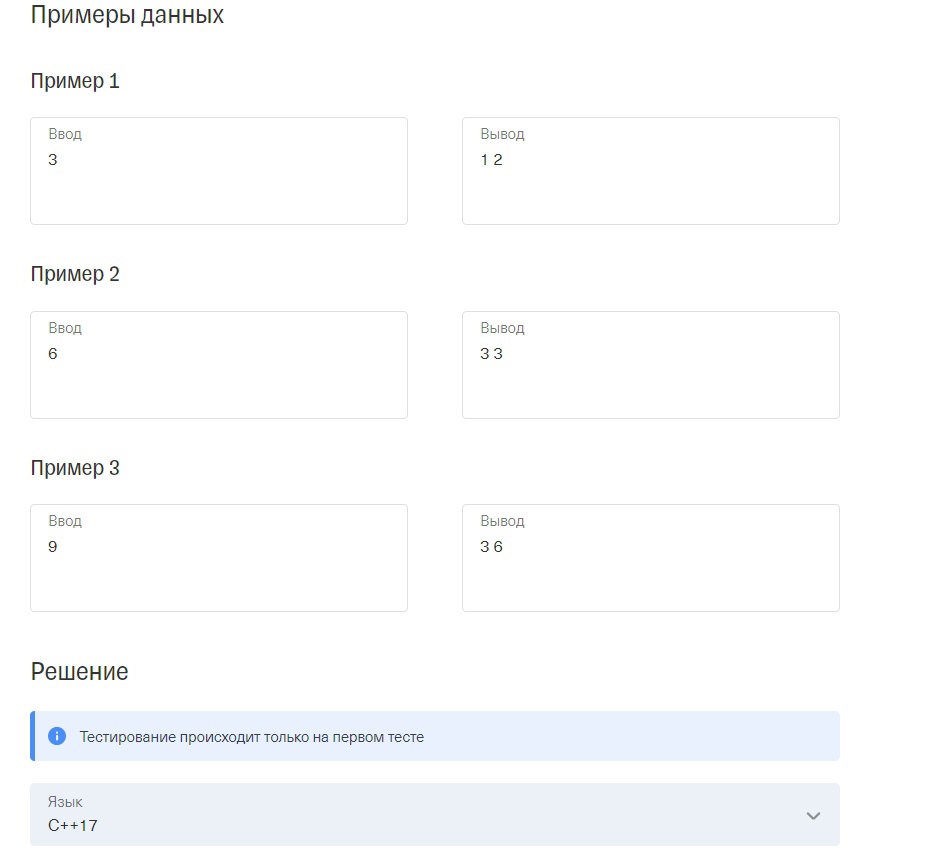 Примеры данных
Пример 1
Ввод
3
Вывод
1 2
Пример 2
Ввод
6
Вывод
3 3
Пример 3
Ввод
9
Вывод
3 6
Решение
Тестирование происходит только на первом тесте
Язык
C++17